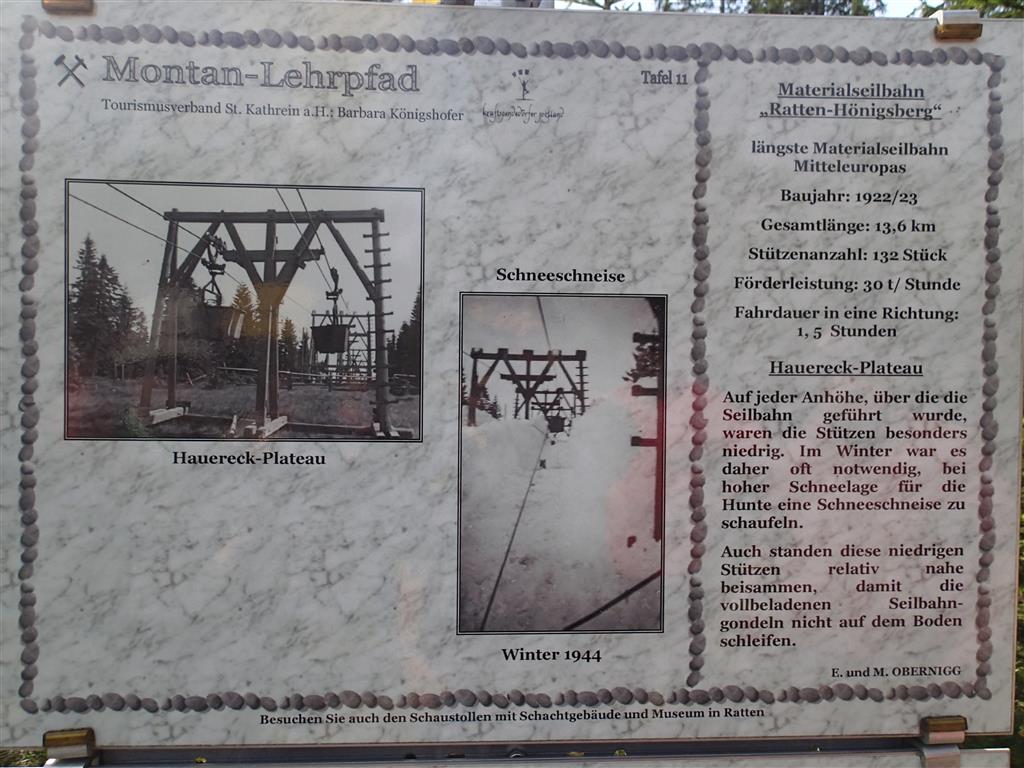 Montan-Lehrpfad
Tourismusverband St. Kathrein a.H.; Barbara Königshofer
Tafel 11
Hauereck-Plateau
Schneeschneise
Winter 1944
Materialseilbahn
„Ratten-Hönigsberg“
längste Materialseilbahn
Mitteleuropas
Baujahr: 1922/23
Gesamtlänge: 13,6 km
Stützenanzahl: 132 Stück
Förderleistung: 30 t/ Stunde
Fahrdauer in eine Richtung:
1, 5 Stunden
Hauereck-Plateau
Auf jeder Anhöhe, über die die
Seilbahn geführt wurde,
waren die Stützen besonders
niedrig. Im Winter war es
daher oft notwendig, bei
hoher Schneelage für die
Hunte eine Schneeschneise zu
schaufeln.
Auch standen diese niedrigen
Stützen relativ nahe
beisammen, damit die
vollbeladenen Seilbahn-
gondeln nicht auf dem Boden
schleifen.
E. und M. OBERNIGG
Besuchen Sie auch den Schaustollen mit Schachtgebäude und Museum in Ratten